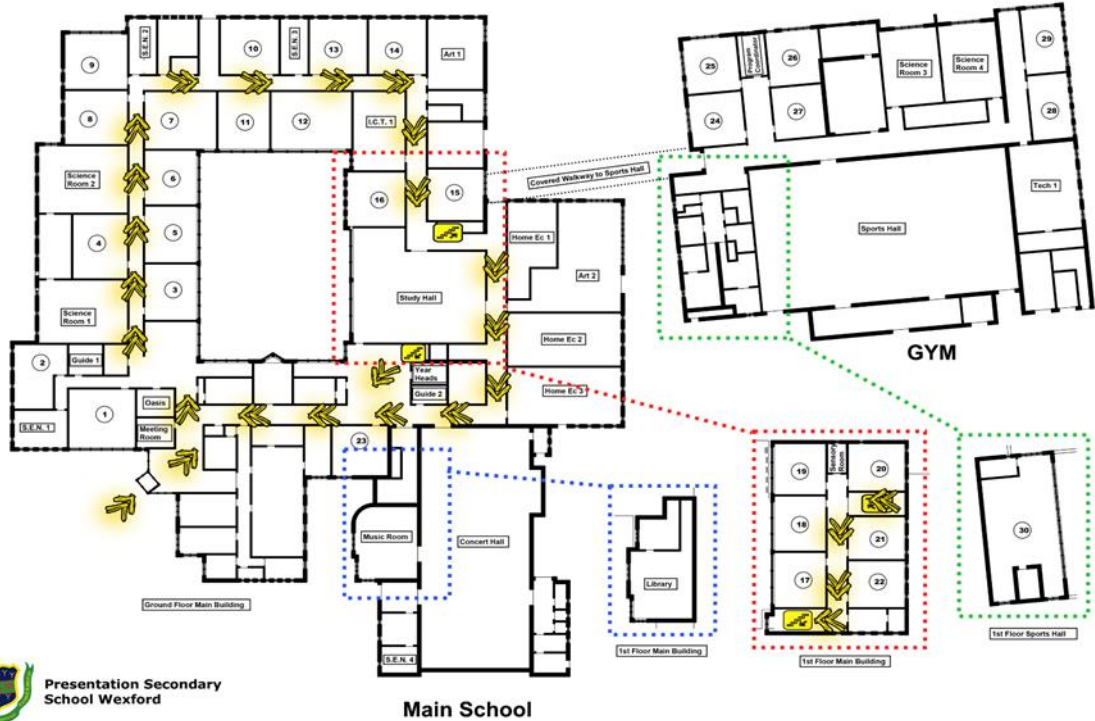 9
S.E.N. 2
10
S.E.N. 3
13
14
Art 1
8
7
11
12
I.C.T. 1
Science
Room 2
6
16
15
4
5
3
Study Hall
Home Ec 1
Art 2
Science
Room 1
Home Ec 2
2
Guide 1
Year
Heads
Guide 2
Home Ec 3
1
Oasis
Meeting
Room
S.E.N. 1
23
Music Room
Concert Hall
S.E.N. 4
Ground Floor Main Building
Covered Walkway to Sports Hall
25
Program
Coordinator
26
Science
Room 3
Science
Room 4
29
24
27
28
Tech 1
Sports Hall
GYM
Library
1st Floor Main Building
19
Sensory
Room
20
18
21
17
22
1st Floor Main Building
30
1st Floor Sports Hall
Presentation Secondary
School Wexford
Main School